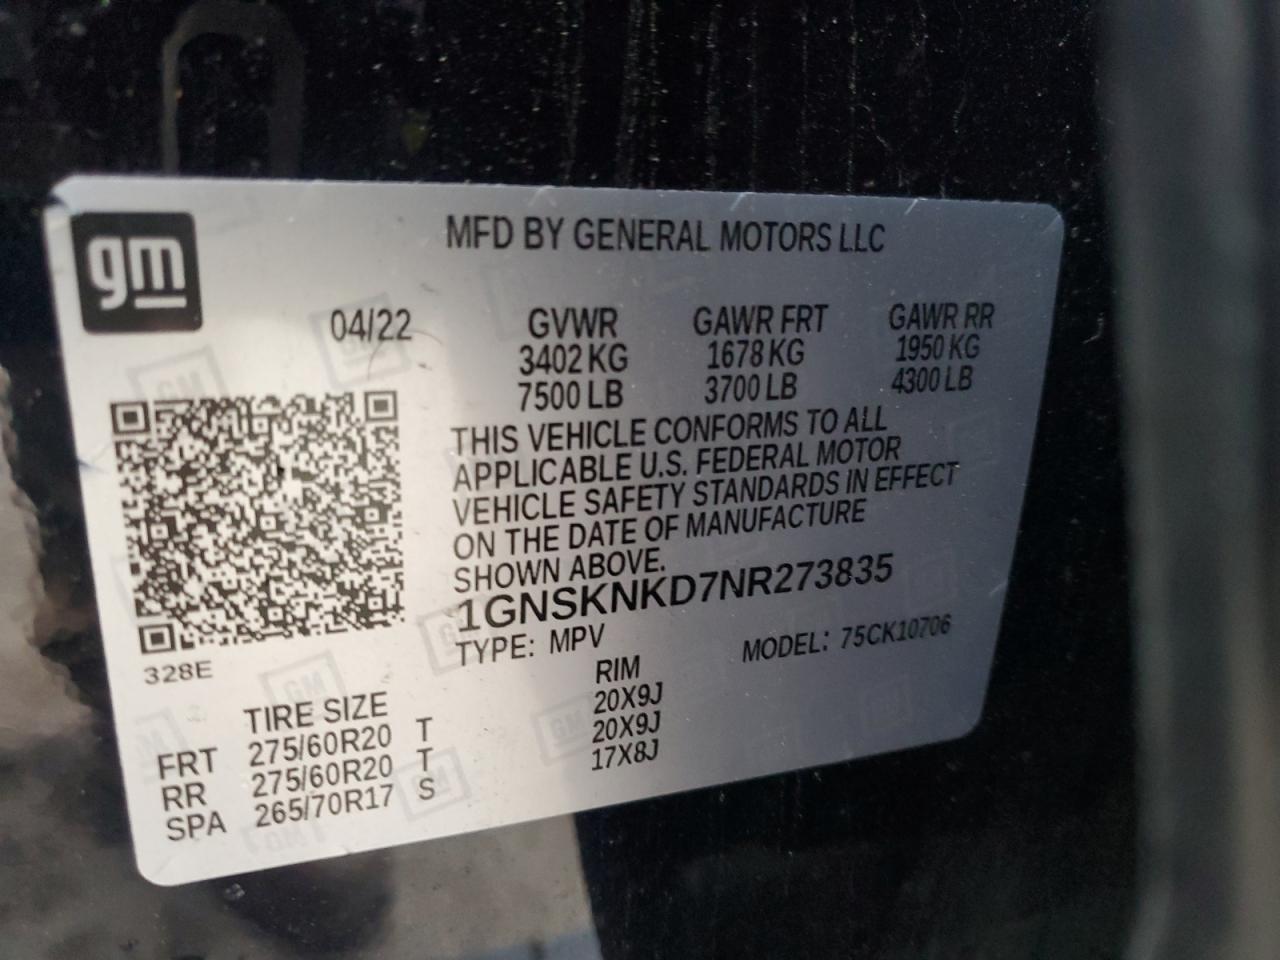 gm
MFD BY GENERAL MOTORS LLC
04/22 GVWR GAWR FRT GAWR RR
3402 KG 1678 KG 1950 KG
7500 LB 3700 LB 4300 LB
THIS VEHICLE CONFORMS TO ALL
APPLICABLE U.S. FEDERAL MOTOR
VEHICLE SAFETY STANDARDS IN EFFECT
ON THE DATE OF MANUFACTURE
SHOWN ABOVE.
1GNSKNKD7NR273835
TYPE: MPV MODEL: 75CK10706
328E
TIRE SIZE RIM
FRT 275/60R20 T 20X9J
RR 275/60R20 T 20X9J
SPA 265/70R17 S 17X8J